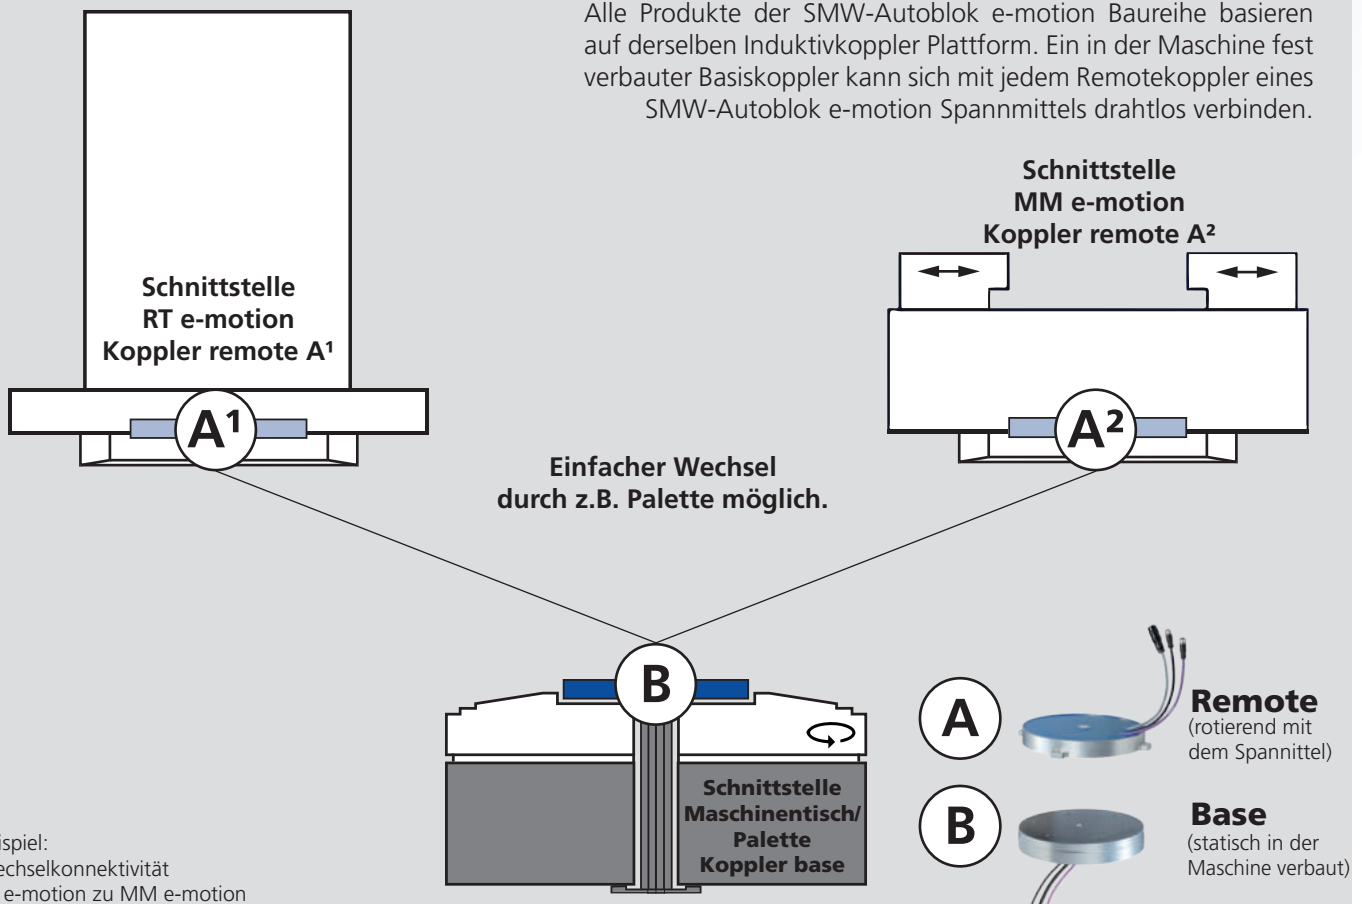 Alle Produkte der SMW-Autoblok e-motion Baureihe basieren
auf derselben Induktivkoppler Plattform. Ein in der Maschine fest
verbauter Basiskoppler kann sich mit jedem Remotekoppler eines
SMW-Autoblok e-motion Spannmittels drahtlos verbinden.
Schnittstelle
MM e-motion
Koppler remote A²
Schnittstelle
RT e-motion
Koppler remote A¹
A¹
A²
Einfacher Wechsel
durch z.B. Palette möglich.
B
Schnittstelle
Maschinentisch/
Palette
Koppler base
A
Remote
(rotierend mit
dem Spannittel)
B
Base
(statisch in der
Maschine verbaut)
ispiel:
echselkonnektivität
e-motion zu MM e-motion